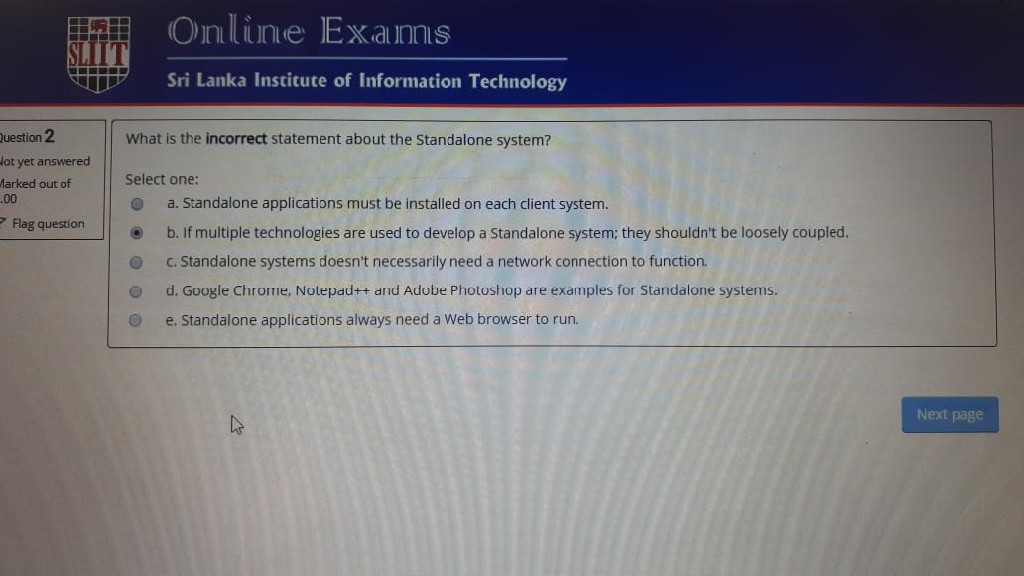 SLIIT
Online Exams
Sri Lanka Institute of Information Technology
Question 2
Not yet answered
Marked out of
.00
Flag question
What is the incorrect statement about the Standalone system?
Select one:
a. Standalone applications must be installed on each client system.
b. If multiple technologies are used to develop a Standalone system; they shouldn't be loosely coupled.
c. Standalone systems doesn't necessarily need a network connection to function.
d. Google Chrome, Notepad++ and Adobe Photoshop are examples for Standalone systems.
e. Standalone applications always need a Web browser to run.
Next page